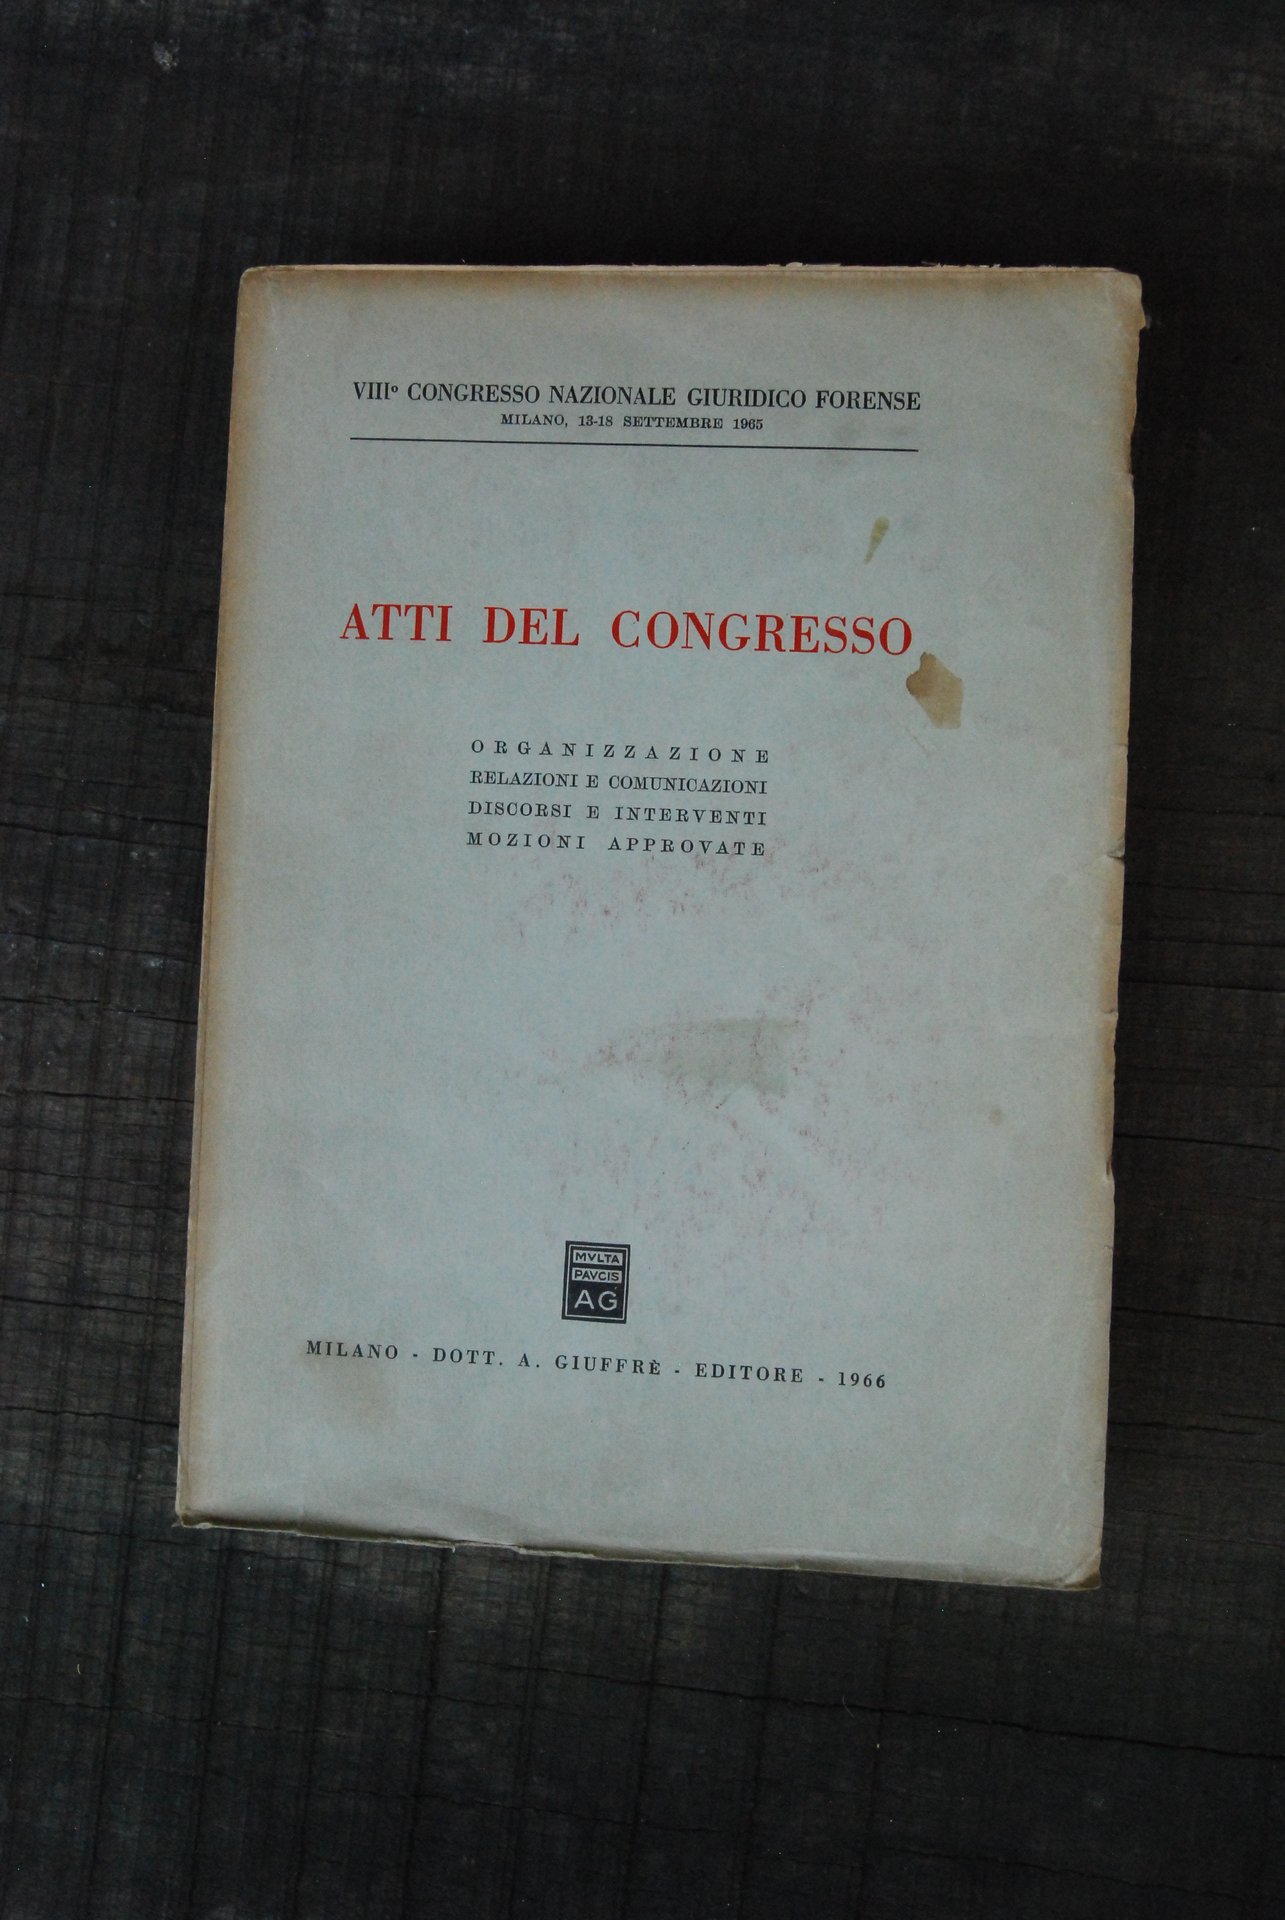 VIIIº CONGRESSO NAZIONALE GIURIDICO FORENSE
MILANO, 13-18 SETTEMBRE 1965
ATTI DEL CONGRESSO
ORGANIZZAZIONE
RELAZIONI E COMUNICAZIONI
DISCORSI E INTERVENTI
MOZIONI APPROVATE
MVLTA
PAVCIS
AG
MILANO - DOTT. A. GIUFFRÈ - EDITORE - 1966